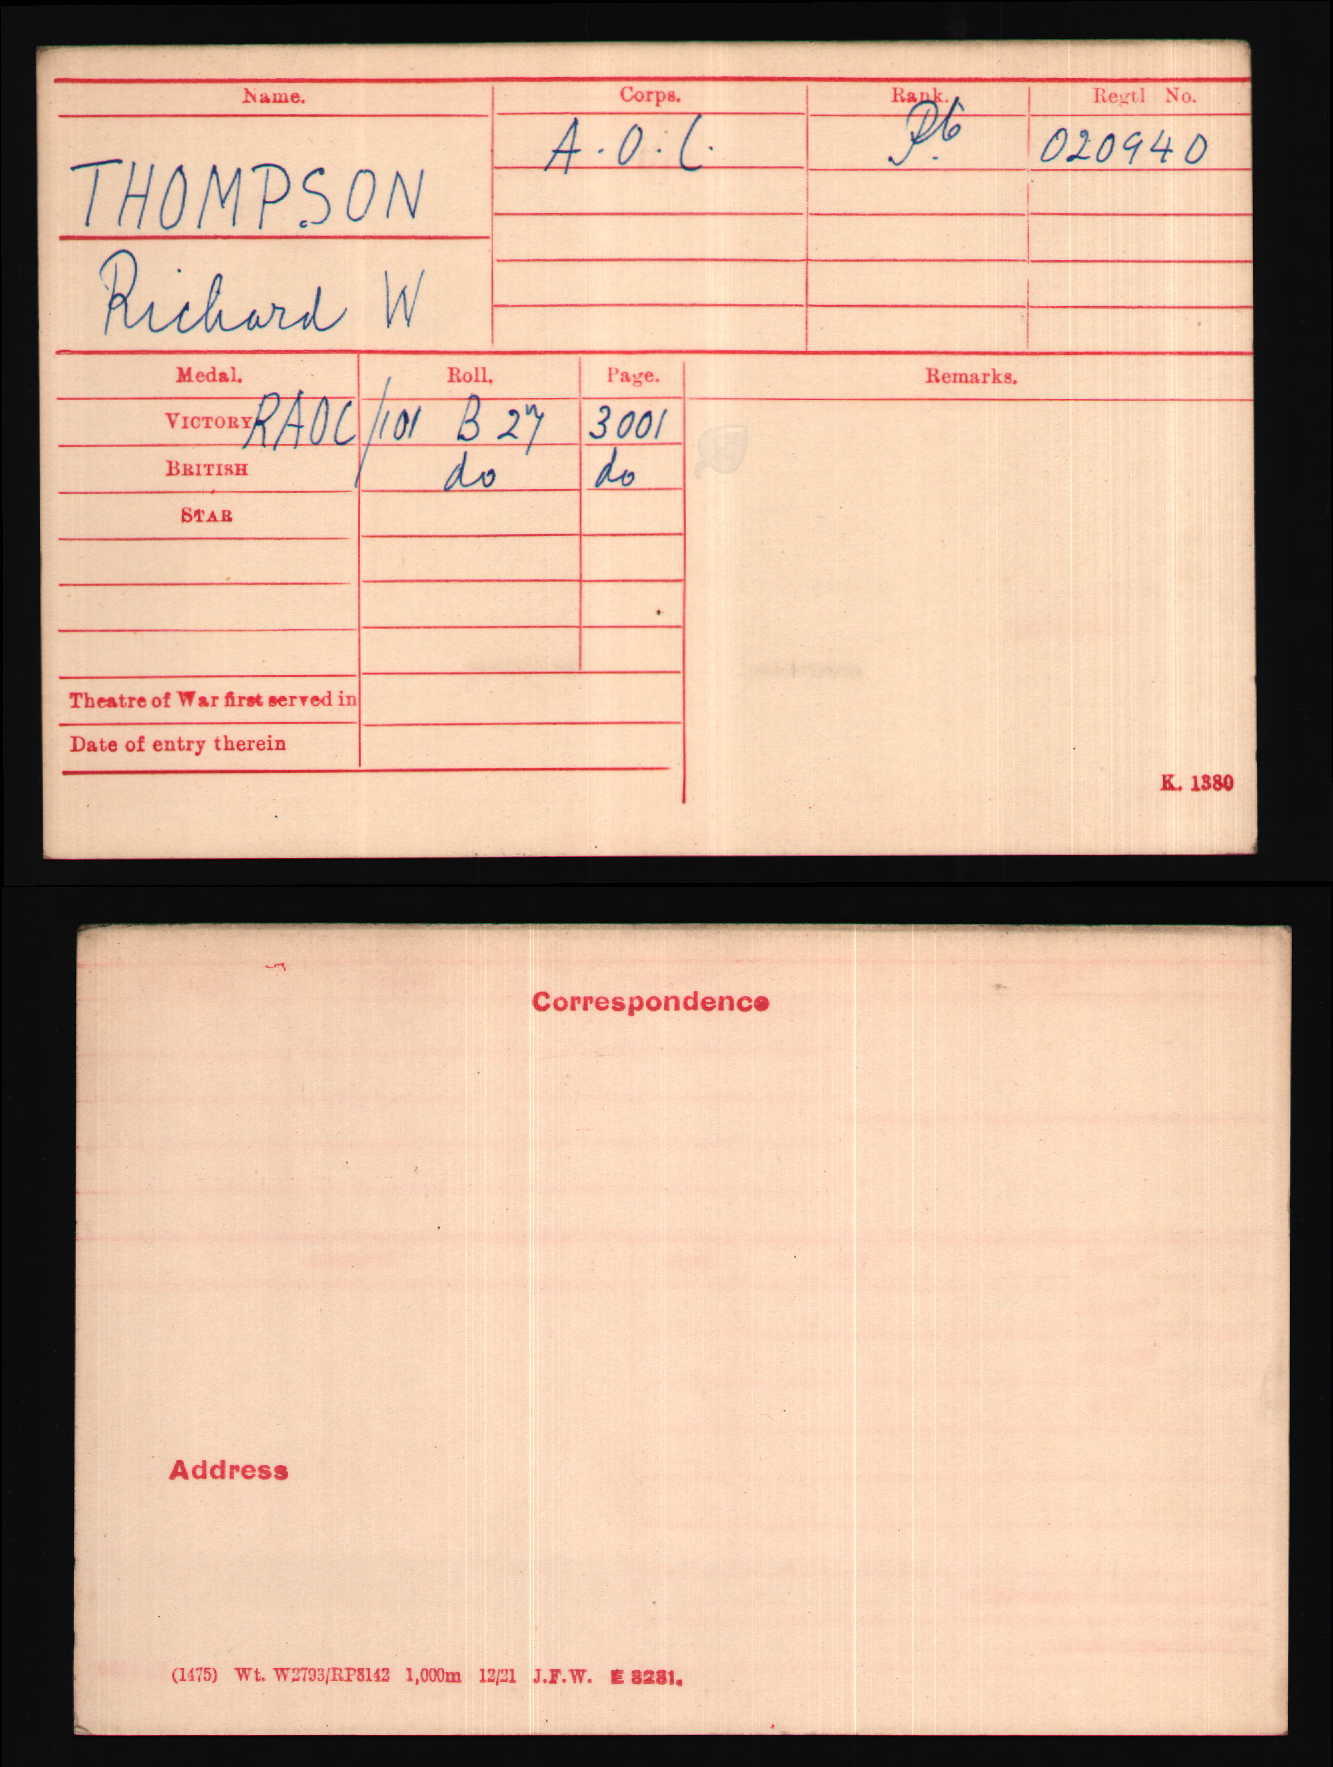 Name. Corps. Rank. Regtl No.
THOMPSON A.O.C. Pte 020940
Richard W
Medal. Roll. Page. Remarks.
VICTORY RAOC/101 B 27 3001
BRITISH do do
STAR
Theatre of War first served in
Date of entry therein
K. 1380
Correspondence
Address
(1475) Wt. W2793/RP8142 1,000m 12/21 J.F.W. E 8281.